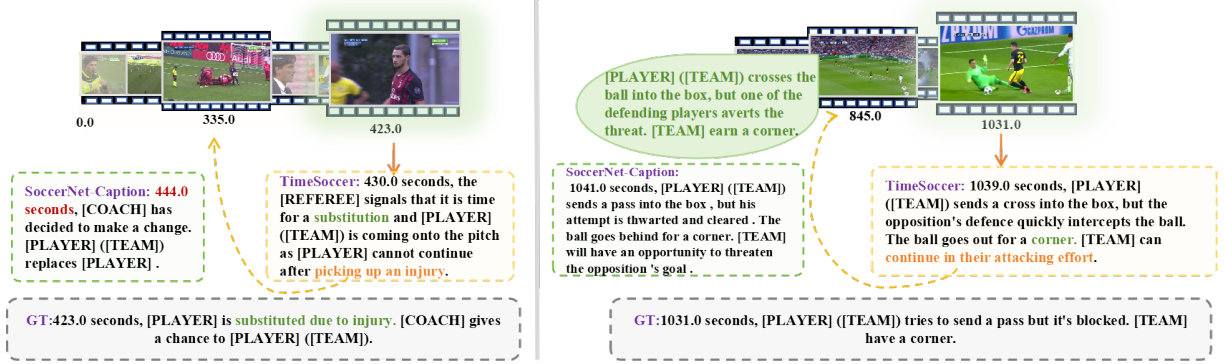 0.0
335.0
423.0
Audi
SoccerNet-Caption: 444.0
seconds, [COACH] has
decided to make a change.
[PLAYER] ([TEAM])
replaces [PLAYER] .
TimeSoccer: 430.0 seconds, the
[REFEREE] signals that it is time
for a substitution and [PLAYER]
([TEAM]) is coming onto the pitch
as [PLAYER] cannot continue
after picking up an injury.
GT:423.0 seconds, [PLAYER] is substituted due to injury. [COACH] gives
a chance to [PLAYER] ([TEAM]).
[PLAYER] ([TEAM]) crosses the
ball into the box, but one of the
defending players averts the
threat. [TEAM] earn a corner.
845.0
GAZPROM
1031.0
SoccerNet-Caption:
1041.0 seconds, [PLAYER] ([TEAM])
sends a pass into the box , but his
attempt is thwarted and cleared . The
ball goes behind for a corner. [TEAM]
will have an opportunity to threaten
the opposition 's goal .
TimeSoccer: 1039.0 seconds, [PLAYER]
([TEAM]) sends a cross into the box, but the
opposition's defence quickly intercepts the ball.
The ball goes out for a corner. [TEAM] can
continue in their attacking effort.
GT:1031.0 seconds, [PLAYER] ([TEAM]) tries to send a pass but it's blocked. [TEAM]
have a corner.